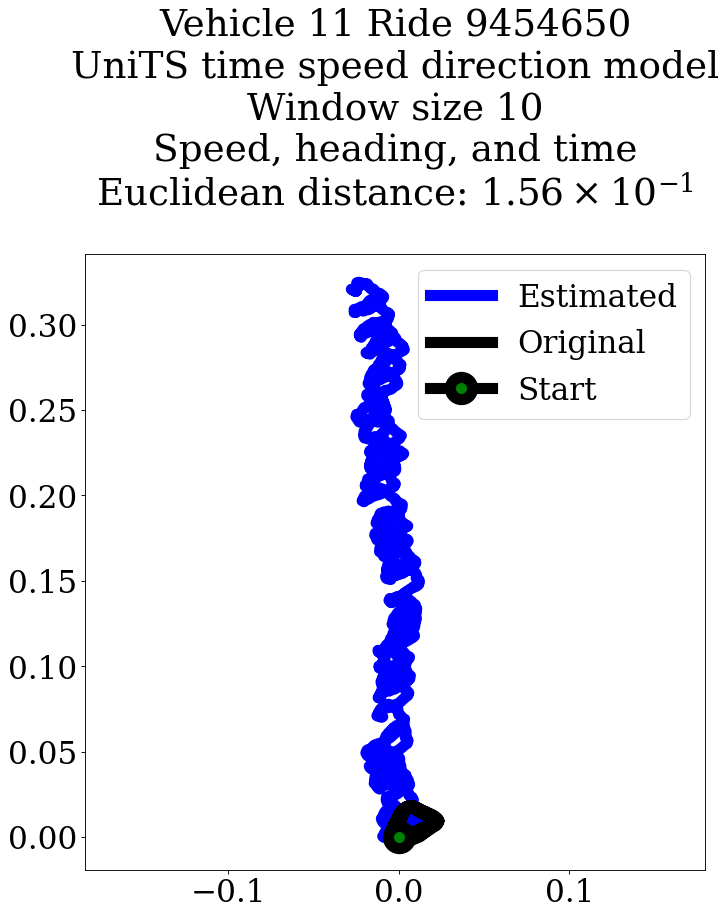 Vehicle 11 Ride 9454650
UniTS time speed direction model
Window size 10
Speed, heading, and time
Euclidean distance: 1.56 × 10⁻¹
Estimated
Original
Start
0.30
0.25
0.20
0.15
0.10
0.05
0.00
−0.1
0.0
0.1